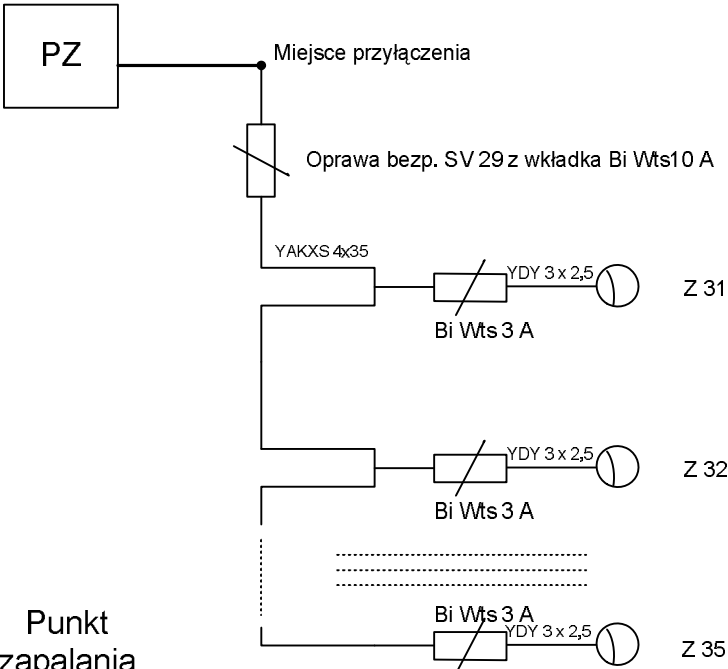 PZ
Miejsce przyłączenia
Oprawa bezp. SV 29 z wkładka Bi Wts10 A
YAKXS 4x35
YDY 3 x 2,5
Z 31
Bi Wts 3 A
YDY 3 x 2,5
Z 32
Bi Wts 3 A
Bi Wts 3 A
YDY 3 x 2,5
Z 35
Punkt
zapalania